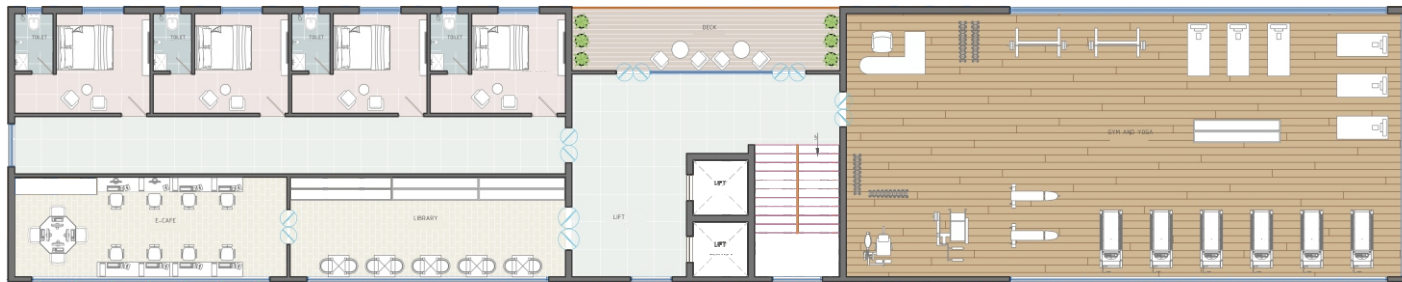 TOILET
TOILET
TOILET
TOILET
DECK
GYM AND YOGA
LIFT
E-CAFE
LIBRARY
LIFT
LIFT